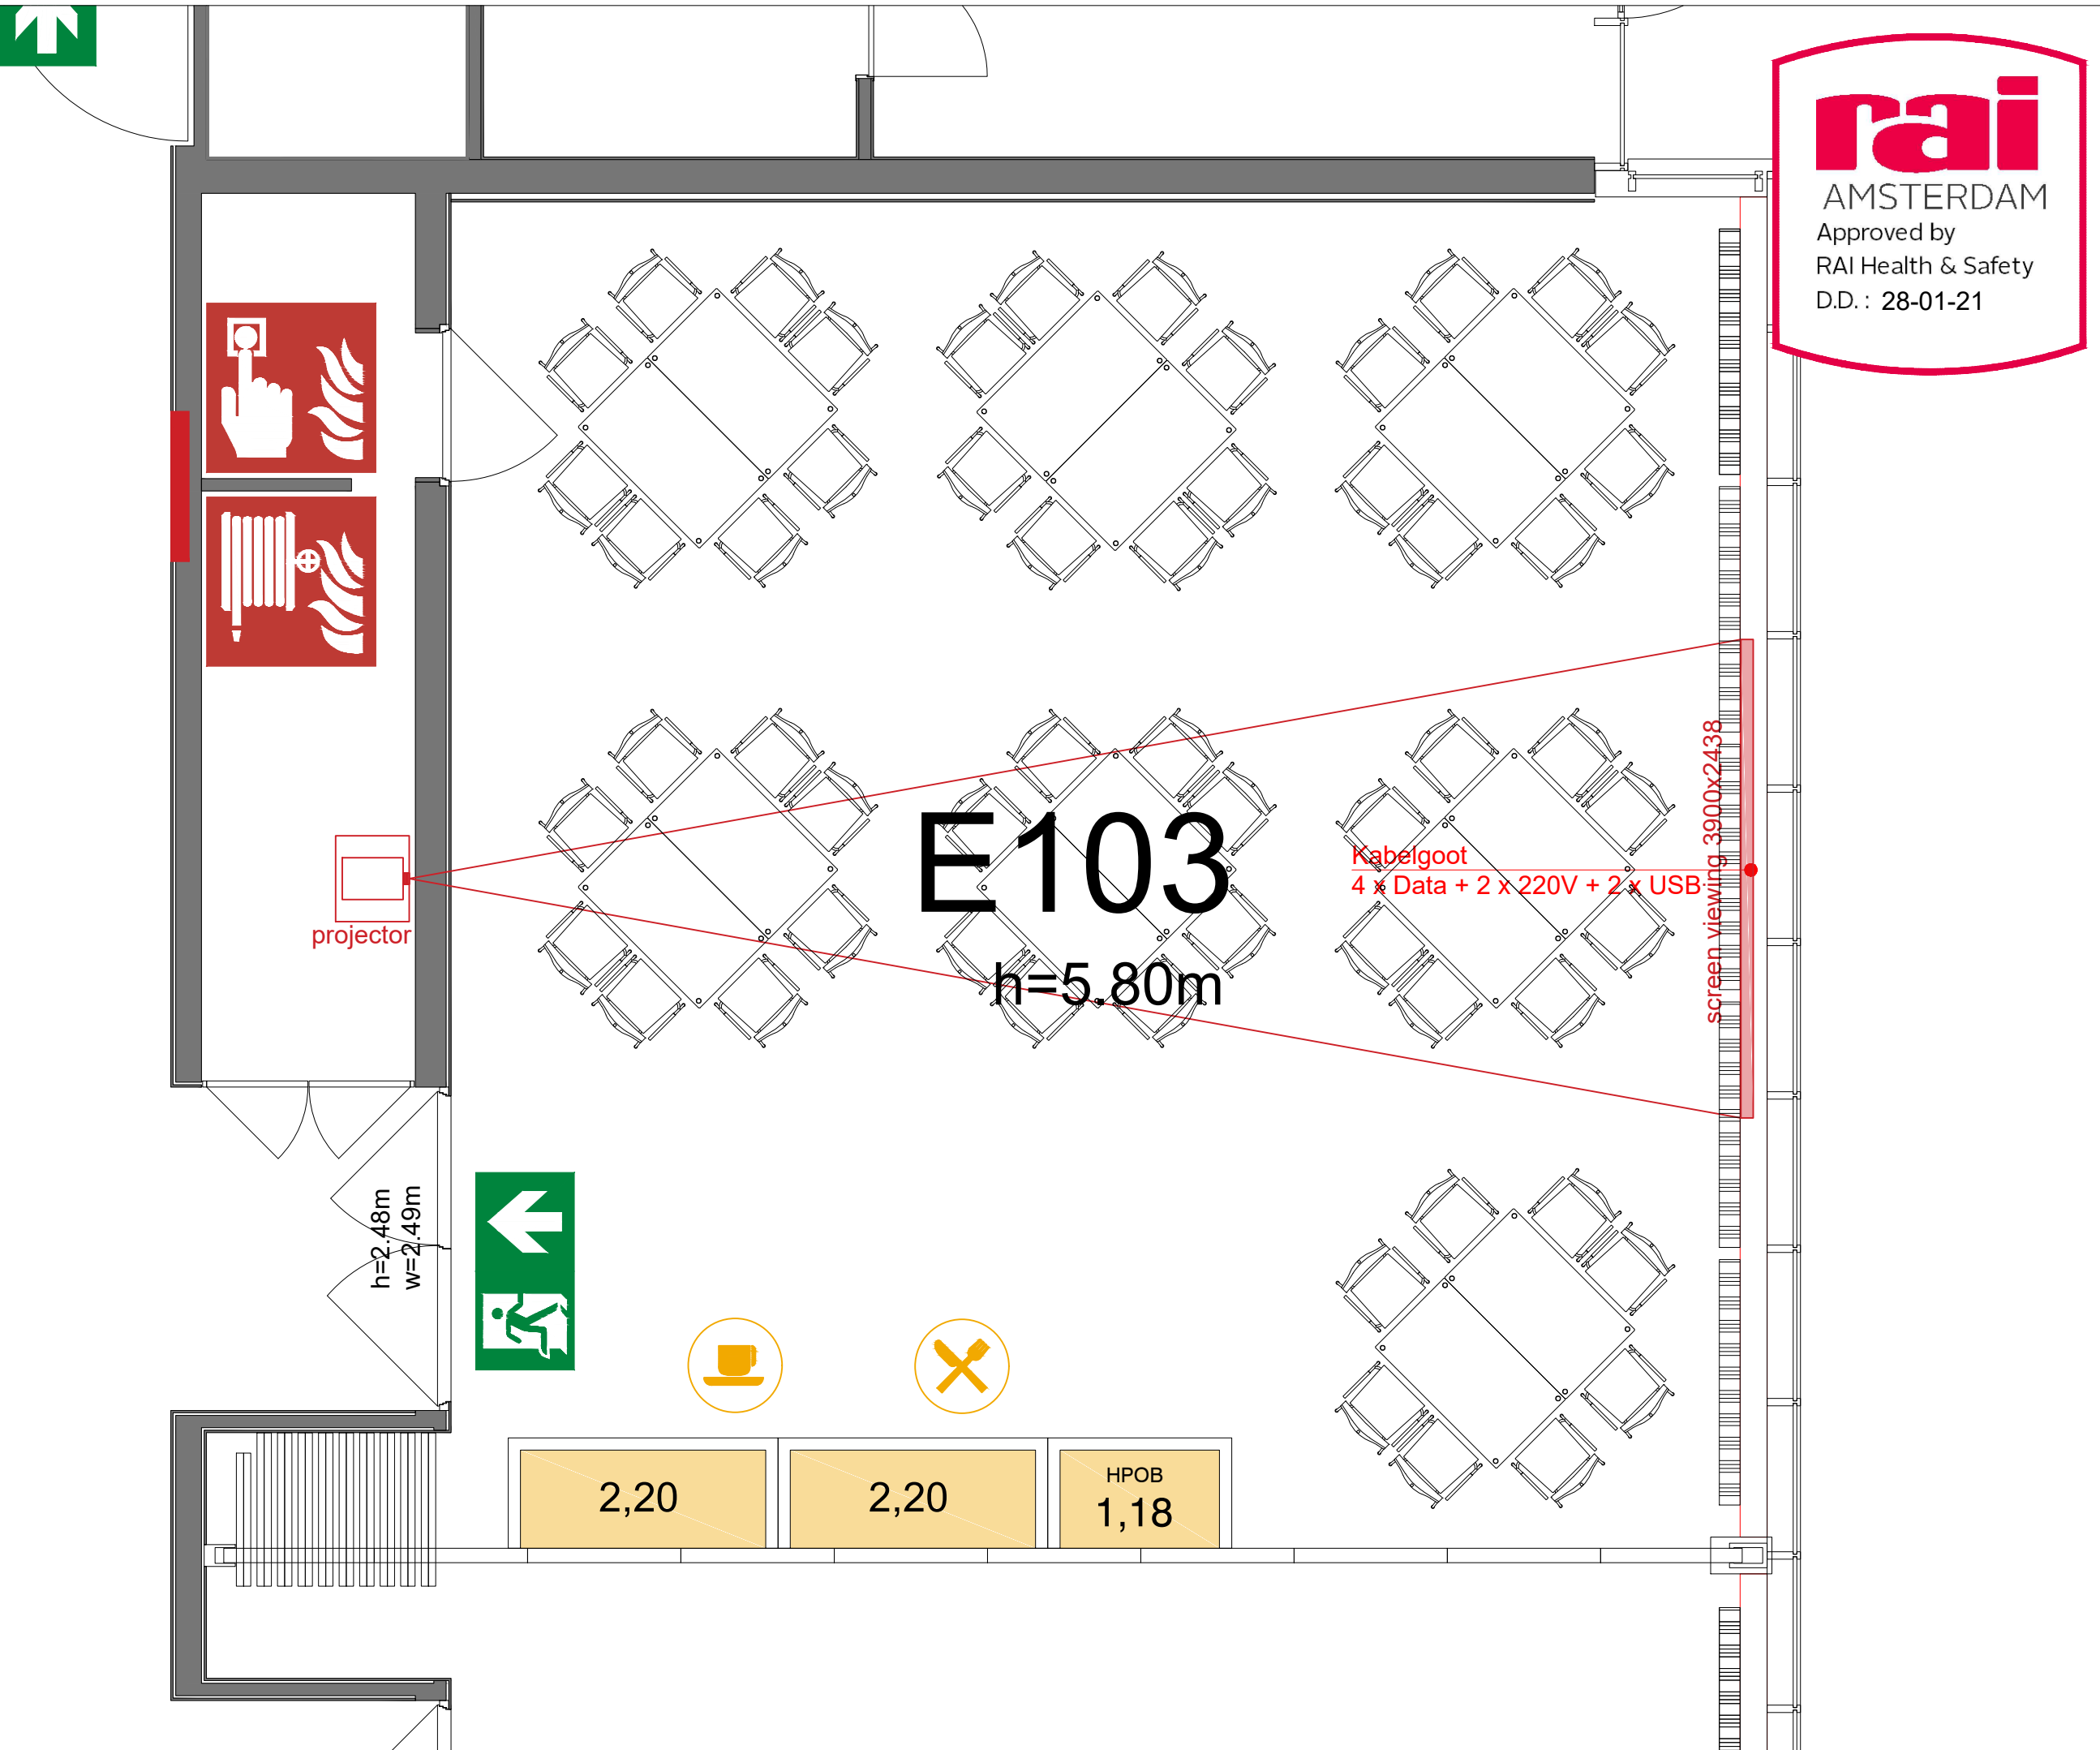 rai
AMSTERDAM
Approved by
RAI Health & Safety
D.D. : 28-01-21
E103
h=5.80m
Kabelgoot
4 x Data + 2 x 220V + 2 x USB
screen viewing 3900x2438
projector
h=2.48m
w=2.49m
2,20
2,20
HPOB
1,18